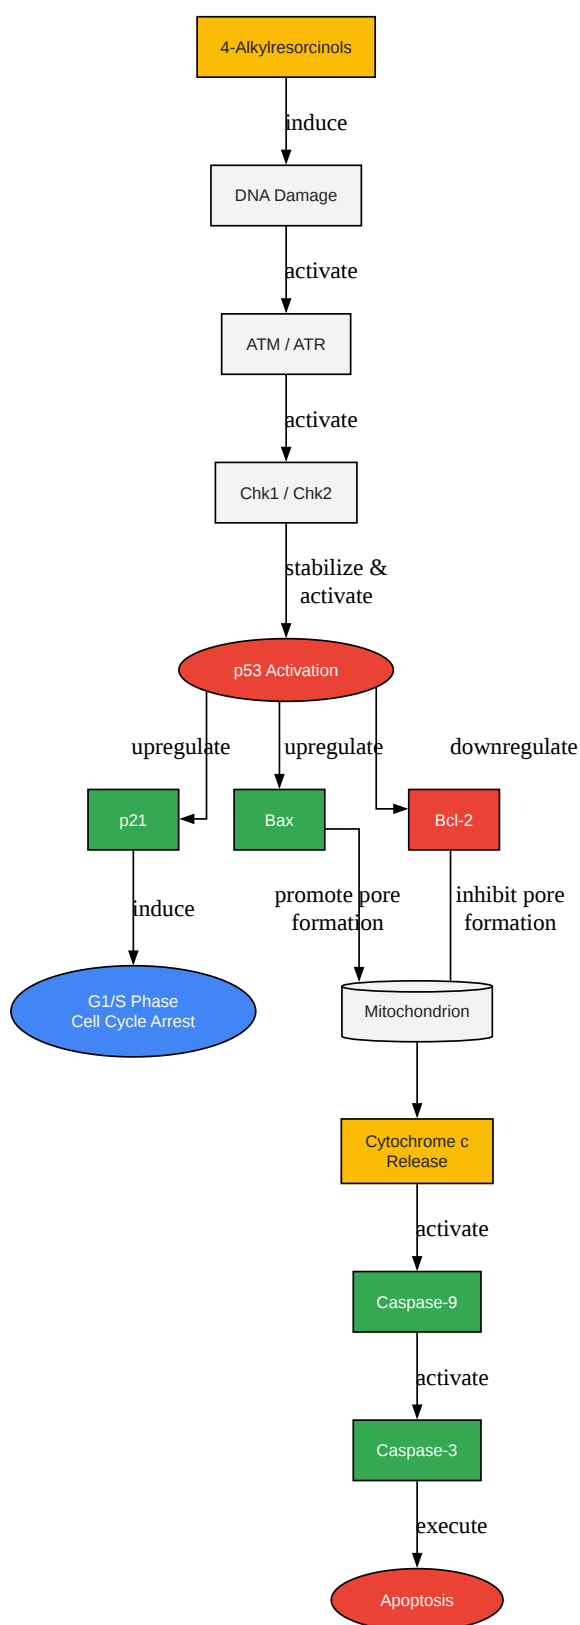 4-Alkylresorcinols
induce
DNA Damage
activate
ATM / ATR
activate
Chk1 / Chk2
stabilize &
activate
p53 Activation
upregulate
upregulate
downregulate
p21
Bax
Bcl-2
induce
promote pore
formation
inhibit pore
formation
G1/S Phase
Cell Cycle Arrest
Mitochondrion
Cytochrome c
Release
activate
Caspase-9
activate
Caspase-3
execute
Apoptosis